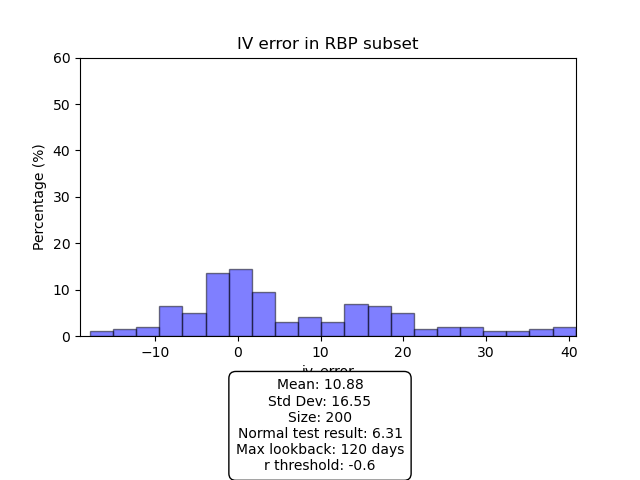 IV error in RBP subset
60
50
40
30
20
10
0
Percentage (%)
−10
0
10
20
30
40
iv_error
Mean: 10.88
Std Dev: 16.55
Size: 200
Normal test result: 6.31
Max lookback: 120 days
r threshold: -0.6